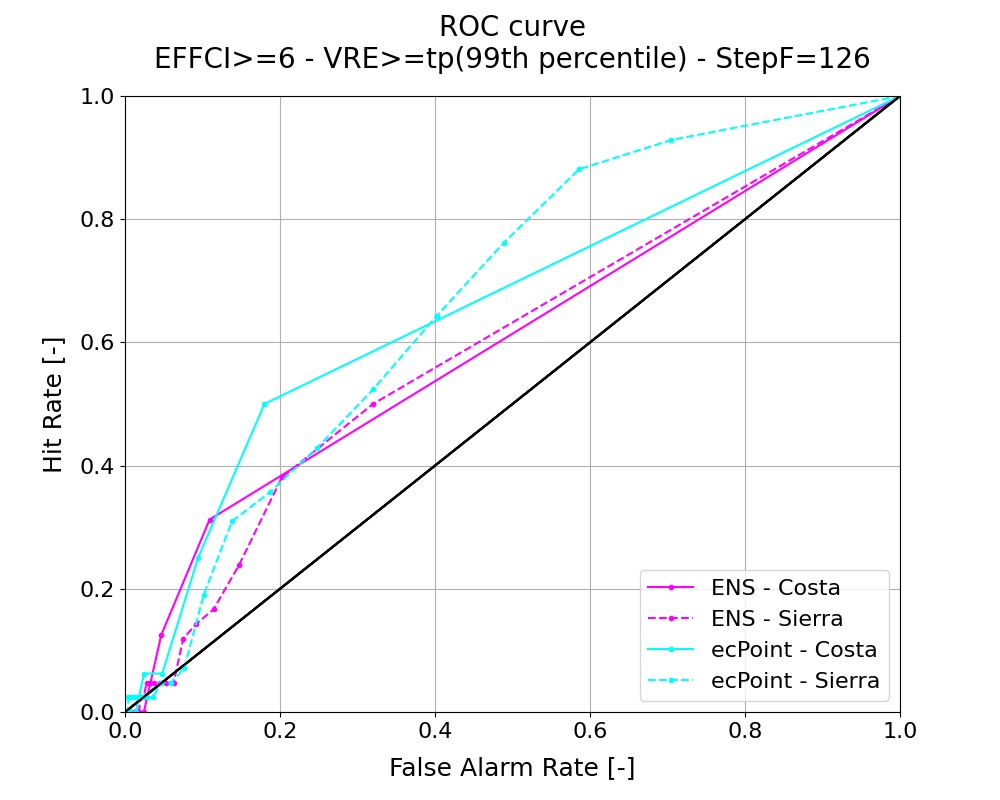 ROC curve
EFFCI>=6 - VRE>=tp(99th percentile) - StepF=126
1.0
0.8
0.6
0.4
0.2
0.0
Hit Rate [-]
ENS - Costa
ENS - Sierra
ecPoint - Costa
ecPoint - Sierra
0.0 0.2 0.4 0.6 0.8 1.0
False Alarm Rate [-]